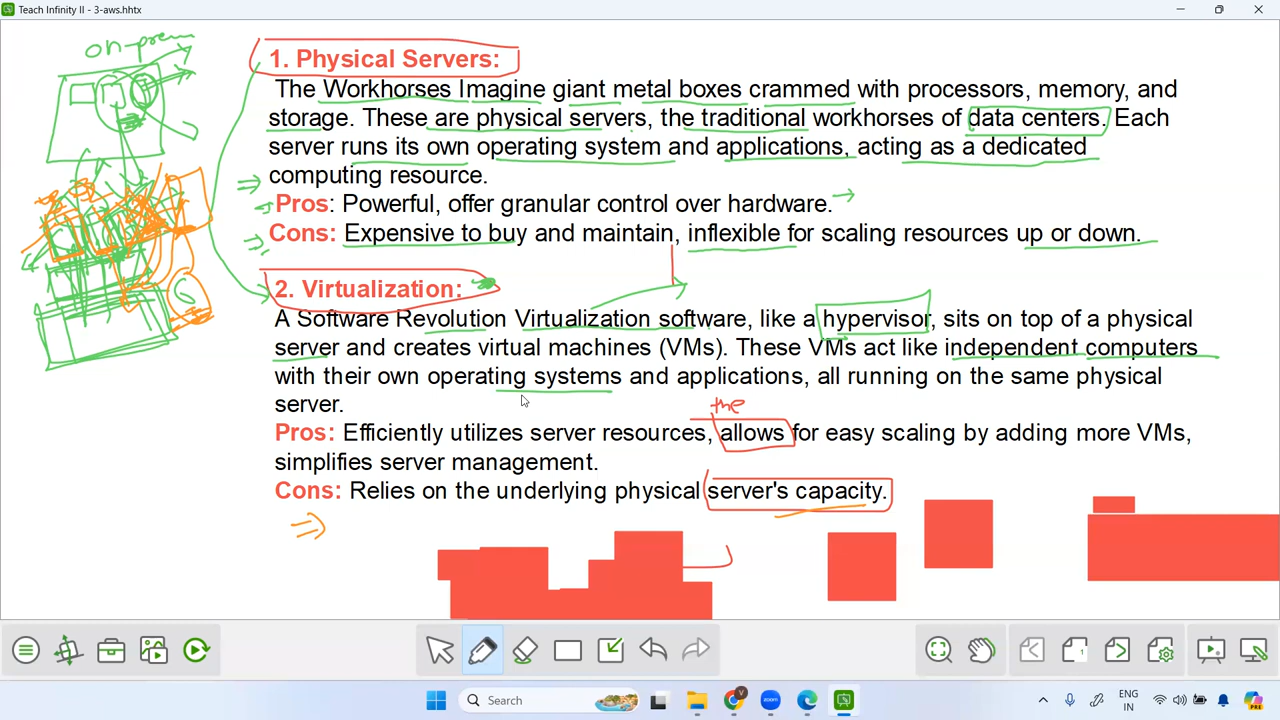 Teach Infinity II - 3-aws.hhtx
on-prem
1. Physical Servers:
The Workhorses Imagine giant metal boxes crammed with processors, memory, and
storage. These are physical servers, the traditional workhorses of data centers. Each
server runs its own operating system and applications, acting as a dedicated
computing resource.
Pros: Powerful, offer granular control over hardware.
Cons: Expensive to buy and maintain, inflexible for scaling resources up or down.
2. Virtualization:
A Software Revolution Virtualization software, like a hypervisor, sits on top of a physical
server and creates virtual machines (VMs). These VMs act like independent computers
with their own operating systems and applications, all running on the same physical
server.
the
Pros: Efficiently utilizes server resources, allows for easy scaling by adding more VMs,
simplifies server management.
Cons: Relies on the underlying physical server's capacity.
1
Search
V
ENG
IN
PRE